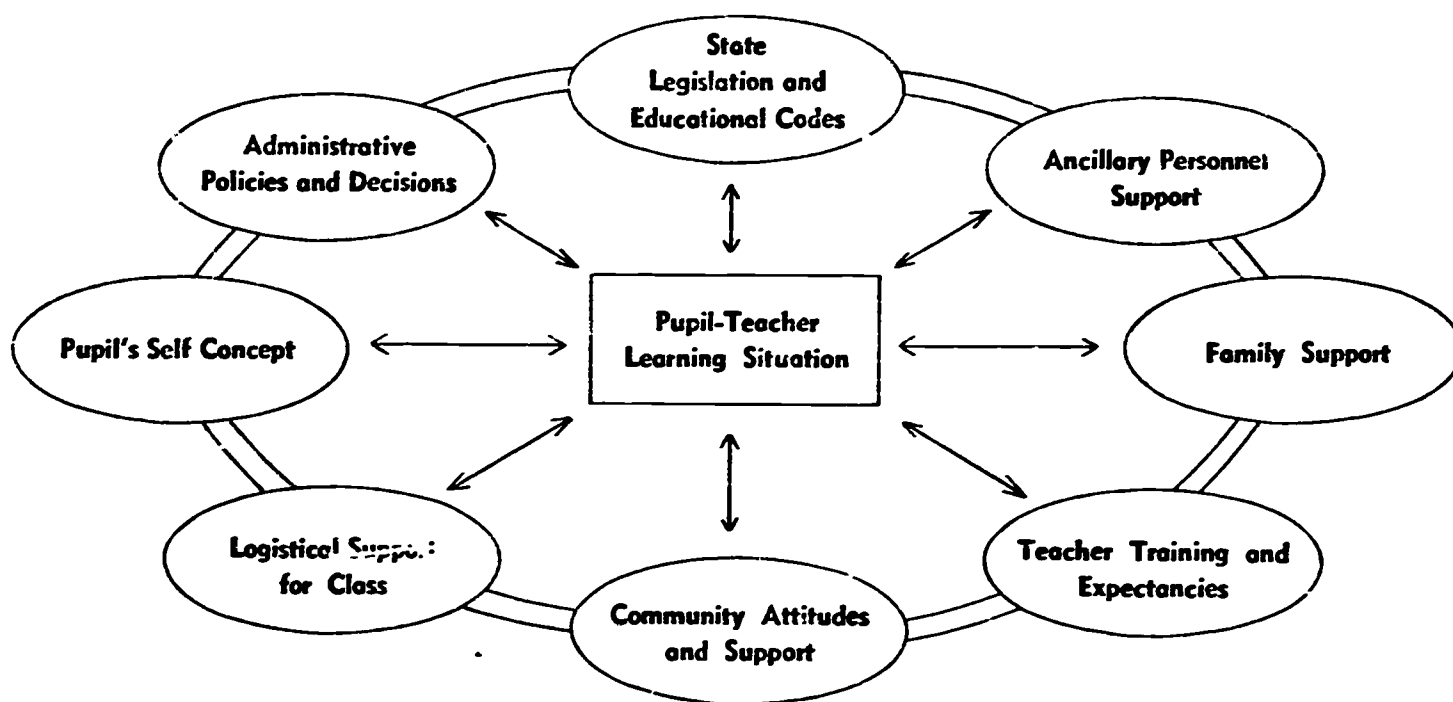 State
Legislation and
Educational Codes
Administrative
Policies and Decisions
Ancillary Personnel
Support
Pupil's Self Concept
Pupil-Teacher
Learning Situation
Family Support
Logistical
for Class
Teacher Training and
Expectancies
Community Attitudes
and Support